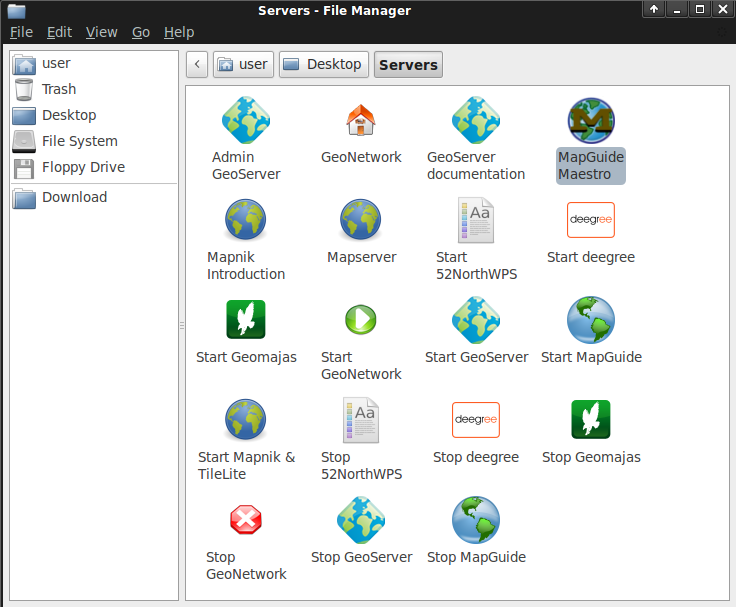 Servers - File Manager
File Edit View Go Help
user
Trash
Desktop
File System
Floppy Drive
Download
user Desktop Servers
Admin
GeoServer
GeoNetwork
GeoServer
documentation
MapGuide
Maestro
Mapnik
Introduction
Mapserver
Aa
Start
52NorthWPS
deegree
Start deegree
Start Geomajas
Start
GeoNetwork
Start GeoServer
Start MapGuide
Start Mapnik &
TileLite
Aa
Stop
52NorthWPS
deegree
Stop deegree
Stop Geomajas
Stop
GeoNetwork
Stop GeoServer
Stop MapGuide